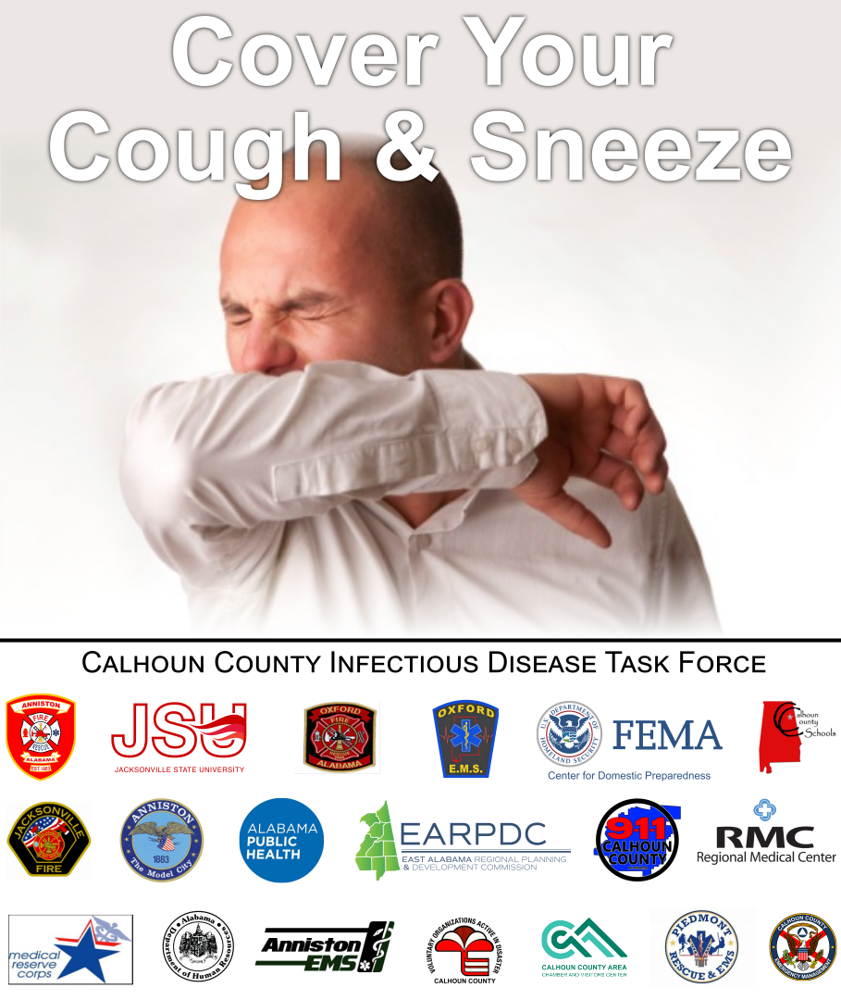 Cover Your
Cough & Sneeze
CALHOUN COUNTY INFECTIOUS DISEASE TASK FORCE
ANNISTON
FIRE
RESCUE
ALABAMA
EST. 1883
JSU
JACKSONVILLE STATE UNIVERSITY
OXFORD
FIRE
RESCUE
ALABAMA
OXFORD
E.M.S.
U.S. DEPARTMENT OF
HOMELAND SECURITY
FEMA
Center for Domestic Preparedness
Calhoun
County
Schools
JACKSONVILLE
FIRE
ANNISTON
1883
The Model City
ALABAMA
PUBLIC
HEALTH
EARPDC
EAST ALABAMA REGIONAL PLANNING
& DEVELOPMENT COMMISSION
911
CALHOUN
COUNTY
RMC
Regional Medical Center
medical
reserve
corps
Alabama
Department of Human Resources
Anniston
EMS
VOLUNTARY ORGANIZATIONS ACTIVE IN DISASTER
CALHOUN COUNTY
CALHOUN COUNTY AREA
CHAMBER AND VISITORS CENTER
PIEDMONT
RESCUE & EMS
CALHOUN COUNTY
EMERGENCY MANAGEMENT